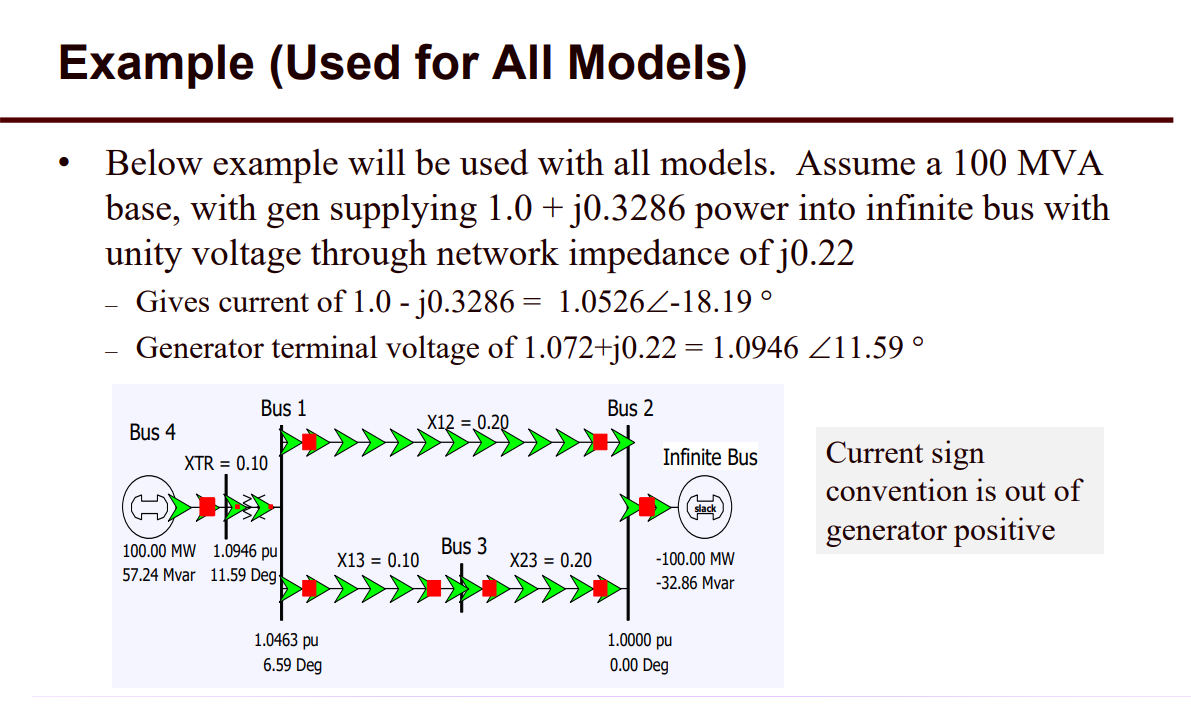 Example (Used for All Models)
• Below example will be used with all models. Assume a 100 MVA
base, with gen supplying 1.0 + j0.3286 power into infinite bus with
unity voltage through network impedance of j0.22
– Gives current of 1.0 - j0.3286 = 1.0526∠-18.19 °
– Generator terminal voltage of 1.072+j0.22 = 1.0946 ∠11.59 °
Bus 1
Bus 2
X12 = 0.20
Bus 4
XTR = 0.10
Infinite Bus
slack
100.00 MW
57.24 Mvar
1.0946 pu
11.59 Deg
X13 = 0.10
Bus 3
X23 = 0.20
-100.00 MW
-32.86 Mvar
1.0463 pu
6.59 Deg
1.0000 pu
0.00 Deg
Current sign
convention is out of
generator positive